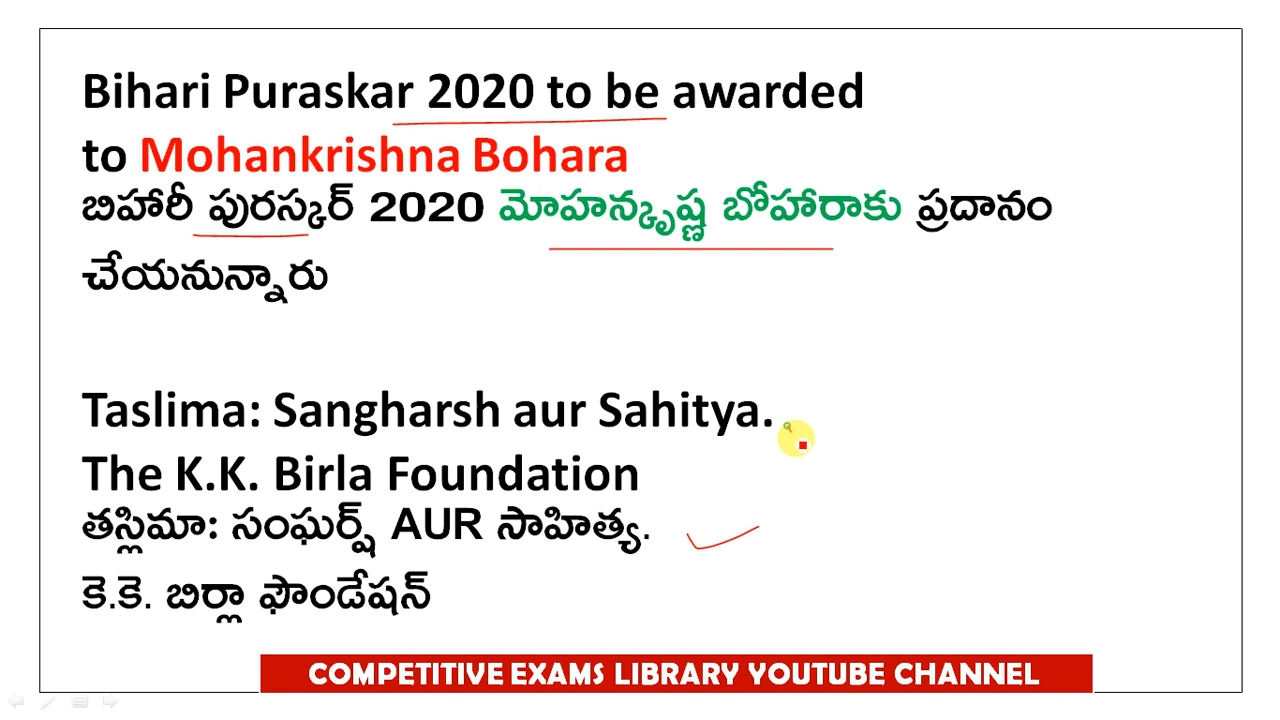 Bihari Puraskar 2020 to be awarded
to Mohankrishna Bohara
బిహారీ పురస్కర్ 2020 మోహన్కృష్ణ బోహారాకు ప్రదానం
చేయనున్నారు
Taslima: Sangharsh aur Sahitya.
The K.K. Birla Foundation
తస్లిమా: సంఘర్ష్ AUR సాహిత్య.
కె.కె. బిర్లా ఫౌండేషన్
COMPETITIVE EXAMS LIBRARY YOUTUBE CHANNEL